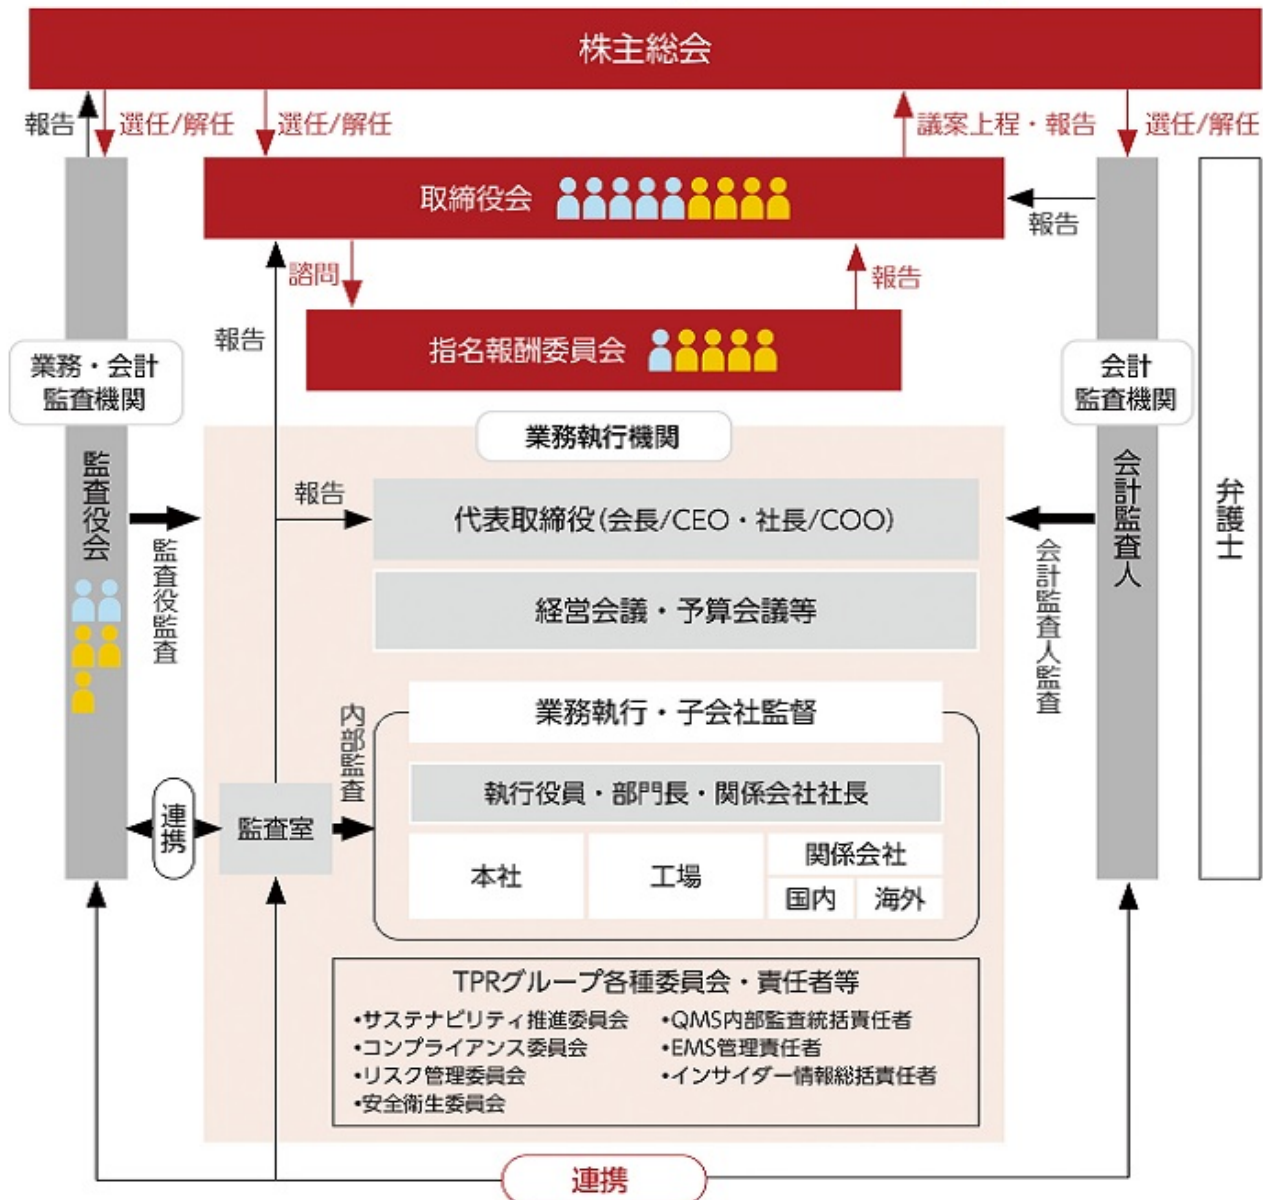 株主総会
報告
選任/解任
選任/解任
議案上程・報告
選任/解任
取締役会
報告
諮問
報告
報告
指名報酬委員会
業務・会計
監査機関
会計
監査機関
業務執行機関
監査役会
会計監査人
弁護士
報告
代表取締役(会長/CEO・社長/COO)
監査役監査
会計監査人監査
経営会議・予算会議等
内部監査
業務執行・子会社監督
執行役員・部門長・関係会社社長
連携
監査室
本社
工場
関係会社
国内
海外
TPRグループ各種委員会・責任者等
•サステナビリティ推進委員会
•コンプライアンス委員会
•リスク管理委員会
•安全衛生委員会
•QMS内部監査統括責任者
•EMS管理責任者
•インサイダー情報総括責任者
連携